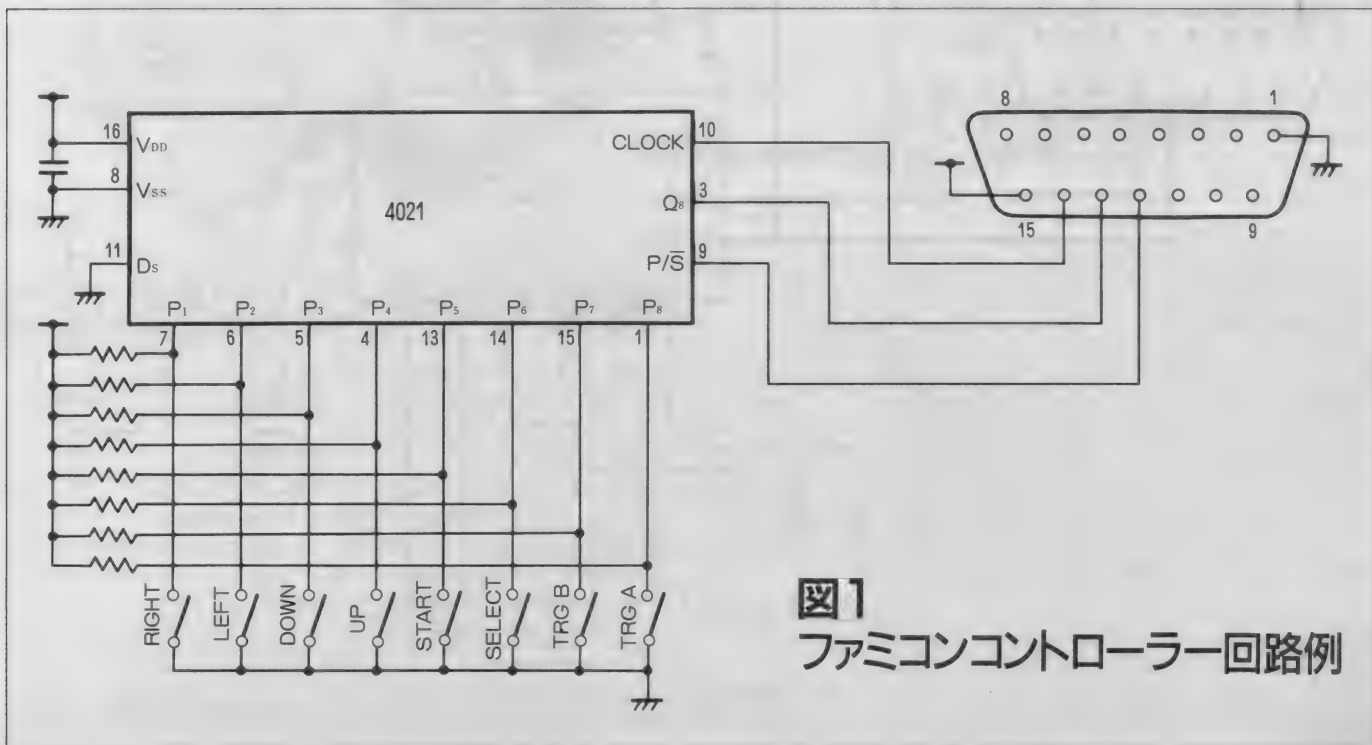 8 1
16 VDD
CLOCK 10
8 VSS
4021
Q8 3
15 9
11 DS
P/S̅ 9
P1 P2 P3 P4 P5 P6 P7 P8
7 6 5 4 13 14 15 1
RIGHT
LEFT
DOWN
UP
START
SELECT
TRG B
TRG A
図1
ファミコンコントローラー回路例